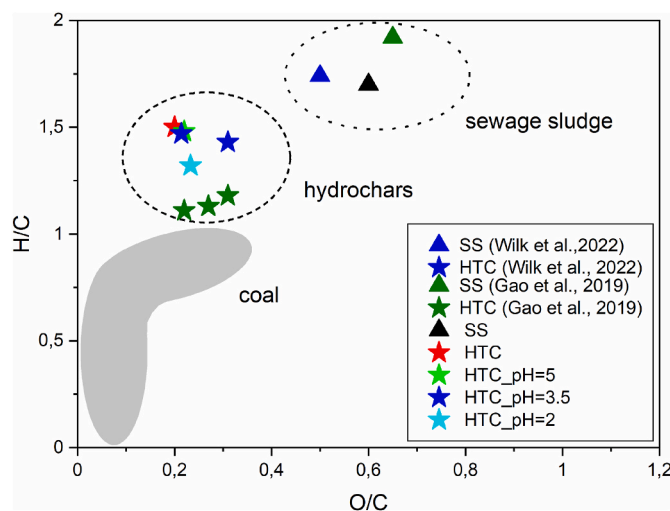 2
1,5
1
0,5
0
H/C
sewage sludge
hydrochars
coal
SS (Wilk et al.,2022)
HTC (Wilk et al., 2022)
SS (Gao et al., 2019)
HTC (Gao et al., 2019)
SS
HTC
HTC_pH=5
HTC_pH=3.5
HTC_pH=2
0 0,2 0,4 0,6 0,8 1 1,2
O/C